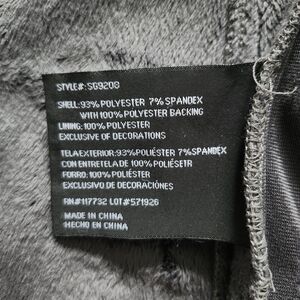 STYLE#:SG9208
SHELL:93%POLYESTER 7%SPANDEX
WITH 100%POLYESTER BACKING
LINING:100%POLYESTER
EXCLUSIVE OF DECORATIONS
TELA EXTERIOR:93%POLIÉSTER 7%SPANDEX
CON ENTRETELA DE 100%POLIÉSETR
FORRO:100%POLIÉSTER
EXCLUSIVO DE DECORACIÓNES
RN#:117732 LOT#:571926
MADE IN CHINA
HECHO EN CHINA